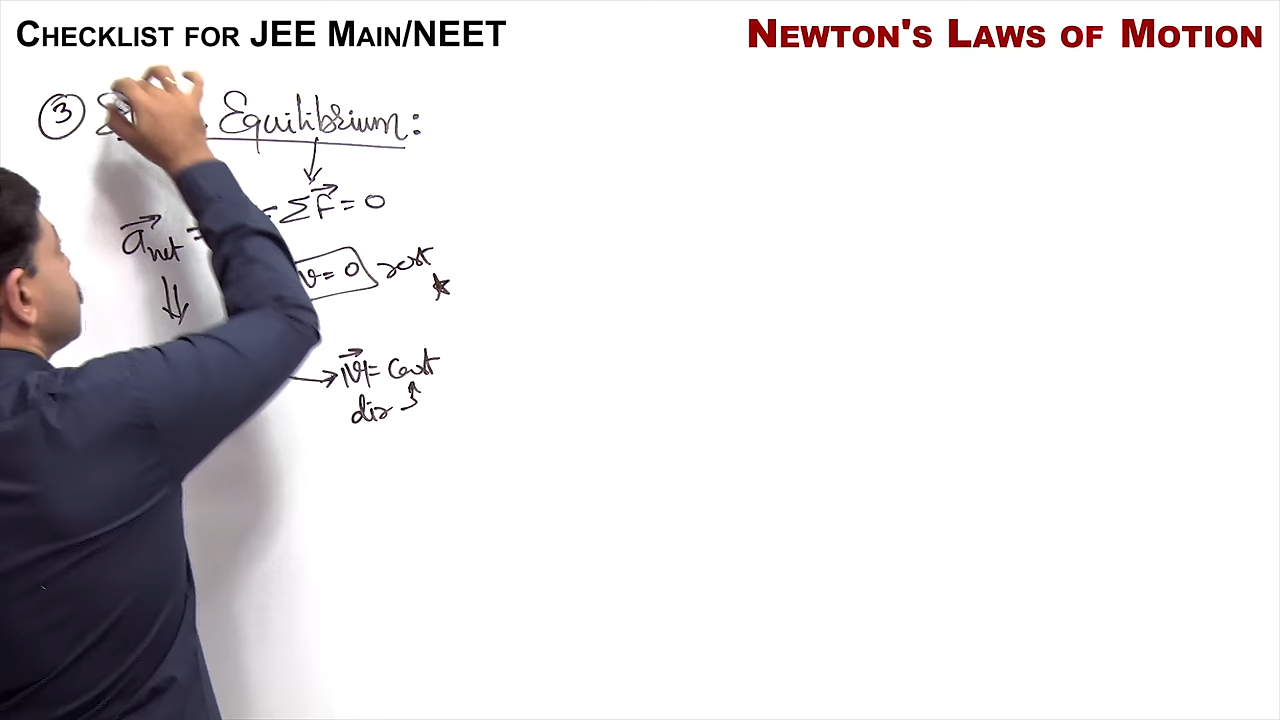 CHECKLIST FOR JEE MAIN/NEET
NEWTON'S LAWS OF MOTION
③ Equilibrium:
= ΣF⃗ = 0
a⃗net =
v = 0 rest
|v⃗| = Const
dir